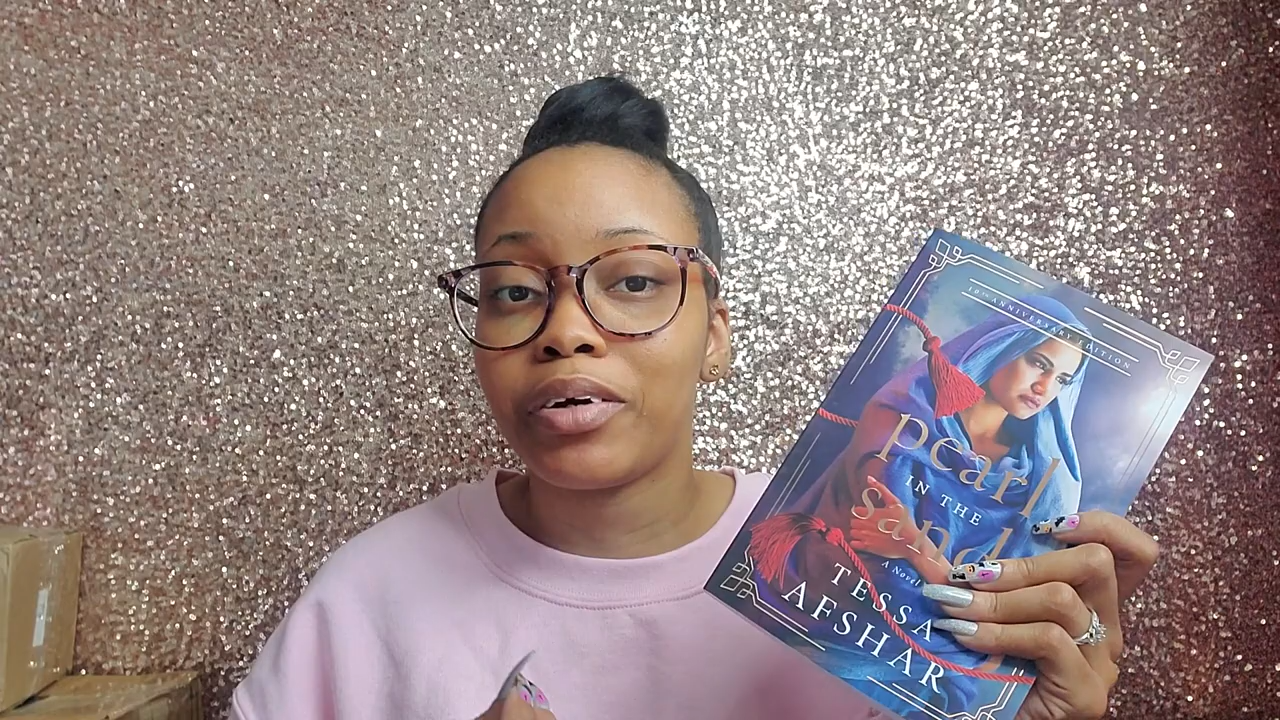 10TH ANNIVERSARY EDITION
pearl
IN THE
sand
A Novel
TESSA
AFSHAR